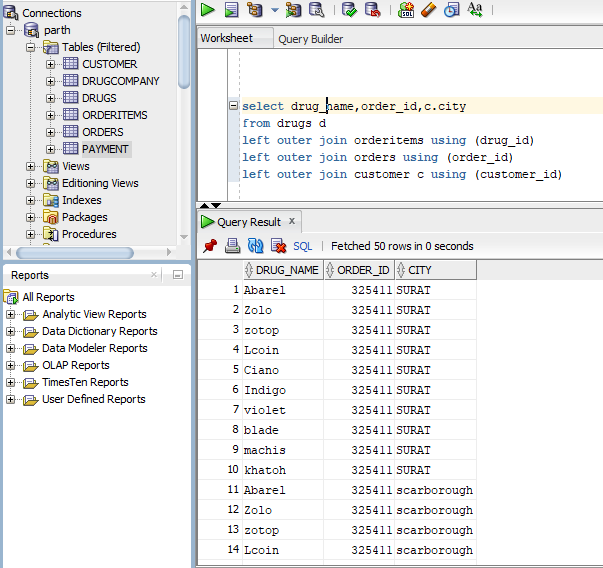 Connections
parth
Tables (Filtered)
CUSTOMER
DRUGCOMPANY
DRUGS
ORDERITEMS
ORDERS
PAYMENT
Views
Editioning Views
Indexes
Packages
Procedures
Reports
All Reports
Analytic View Reports
Data Dictionary Reports
Data Modeler Reports
OLAP Reports
TimesTen Reports
User Defined Reports
SQL Aa
Worksheet Query Builder
select drug_name,order_id,c.city
from drugs d
left outer join orderitems using (drug_id)
left outer join orders using (order_id)
left outer join customer c using (customer_id)
Query Result
SQL Fetched 50 rows in 0 seconds
DRUG_NAME ORDER_ID CITY
1 Abarel 325411 SURAT
2 Zolo 325411 SURAT
3 zotop 325411 SURAT
4 Lcoin 325411 SURAT
5 Ciano 325411 SURAT
6 Indigo 325411 SURAT
7 violet 325411 SURAT
8 blade 325411 SURAT
9 machis 325411 SURAT
10 khatoh 325411 SURAT
11 Abarel 325411 scarborough
12 Zolo 325411 scarborough
13 zotop 325411 scarborough
14 Lcoin 325411 scarborough